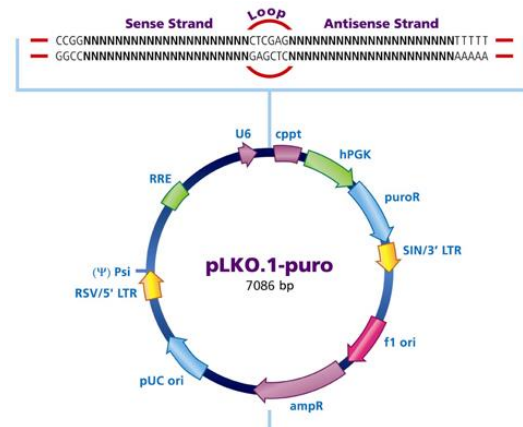 Loop
Sense Strand Antisense Strand
CCGGNNNNNNNNNNNNNNNNNNNNNCTCGAGNNNNNNNNNNNNNNNNNNNNNTTTTT
GGCCNNNNNNNNNNNNNNNNNNNNNGAGCTCNNNNNNNNNNNNNNNNNNNNNAAAAA
U6 cppt
hPGK
RRE
puroR
SIN/3' LTR
(Ψ) Psi
RSV/5' LTR
pLKO.1-puro
7086 bp
f1 ori
pUC ori
ampR